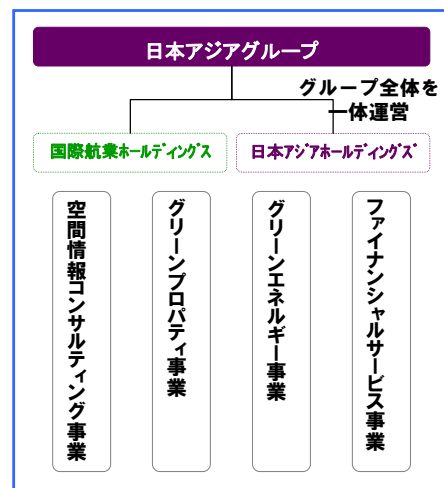 日本アジアグループ
グループ全体を
一体運営
国際航業ホールディングス
日本アジアホールディングズ
空間情報コンサルティング事業
グリーンプロパティ事業
グリーンエネルギー事業
ファイナンシャルサービス事業